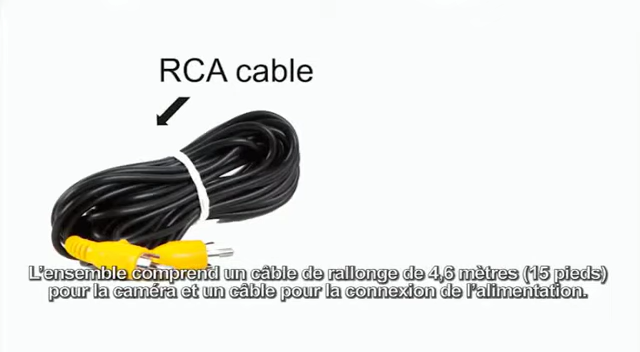 RCA cable
L'ensemble comprend un câble de rallonge de 4,6 mètres (15 pieds)
pour la caméra et un câble pour la connexion de l'alimentation.